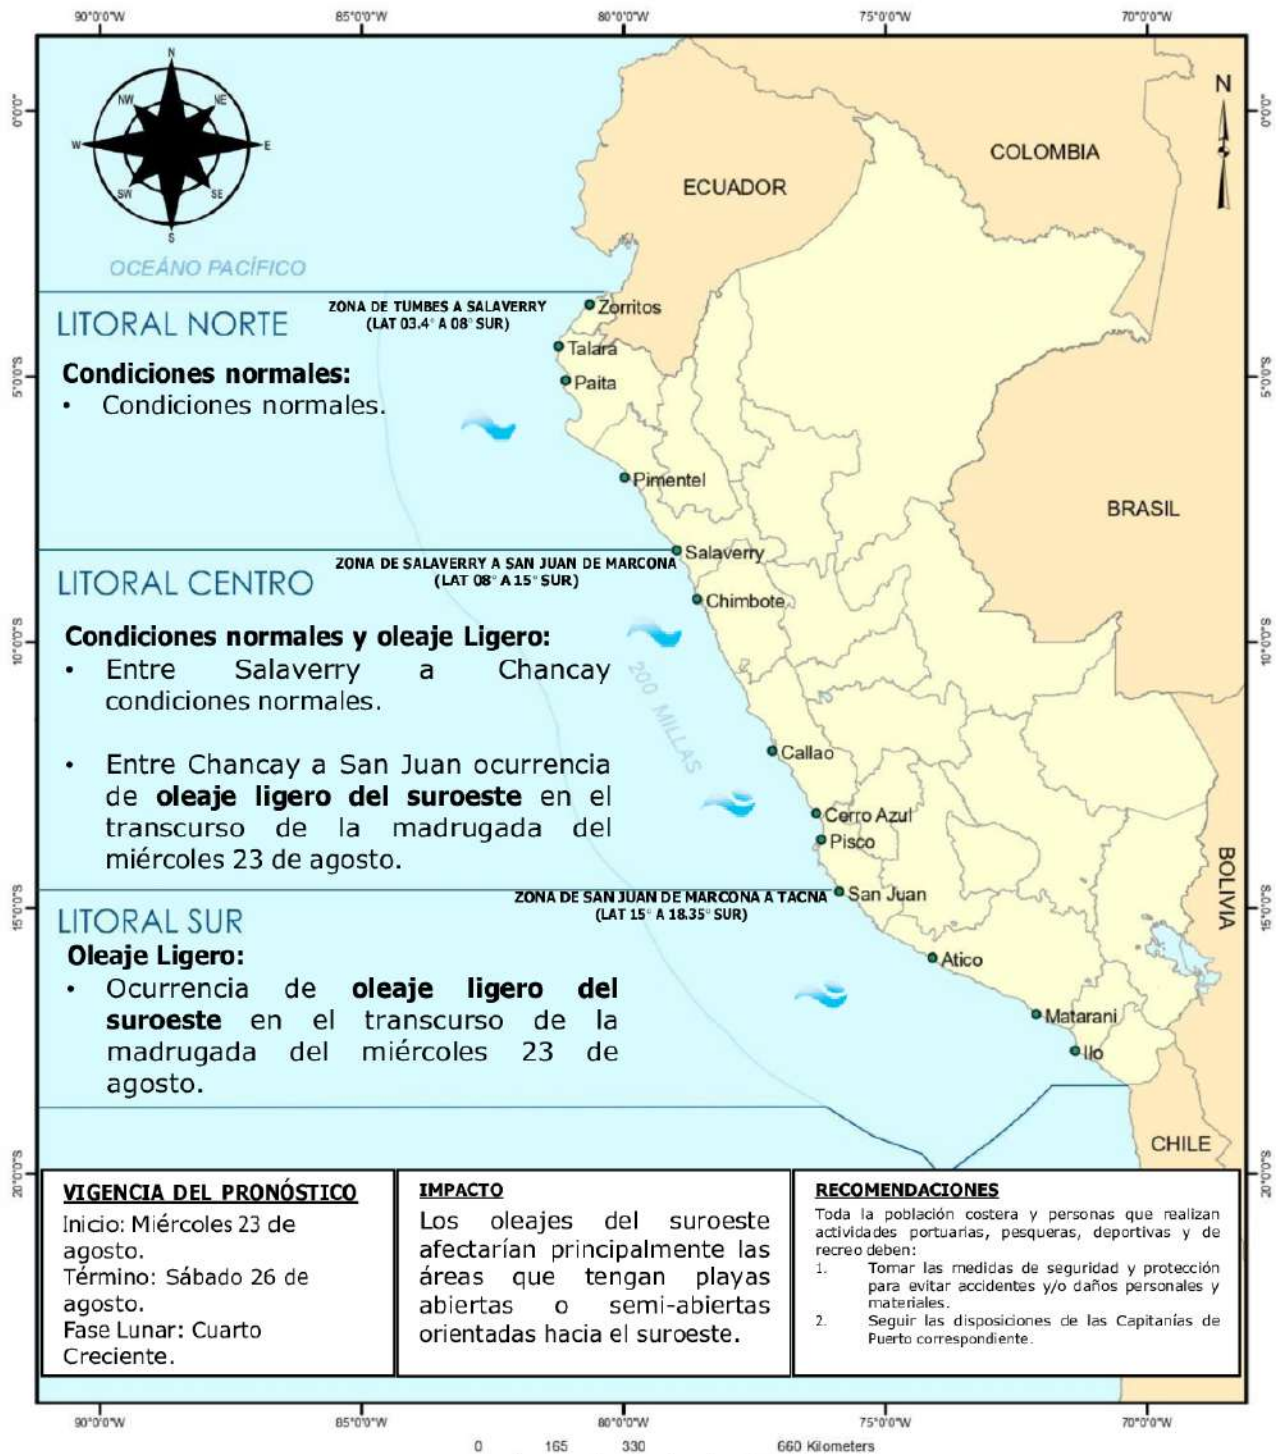 90°0'0"W 85°0'0"W 80°0'0"W 75°0'0"W 70°0'0"W
0°0'0"
5°0'0"S
10°0'0"S
15°0'0"S
20°0'0"S
N
NW NE
W E
SW SE
S
N
COLOMBIA
ECUADOR
BRASIL
BOLIVIA
CHILE
OCEÁNO PACÍFICO
200 MILLAS
ZONA DE TUMBES A SALAVERRY
(LAT 03.4° A 08° SUR)
LITORAL NORTE
Condiciones normales:
• Condiciones normales.
Zorritos
Talara
Paita
Pimentel
Salaverry
Chimbote
Callao
Cerro Azul
Pisco
San Juan
Atico
Matarani
Ilo
ZONA DE SALAVERRY A SAN JUAN DE MARCONA
(LAT 08° A 15° SUR)
LITORAL CENTRO
Condiciones normales y oleaje Ligero:
• Entre Salaverry a Chancay
condiciones normales.
• Entre Chancay a San Juan ocurrencia
de oleaje ligero del suroeste en el
transcurso de la madrugada del
miércoles 23 de agosto.
ZONA DE SAN JUAN DE MARCONA A TACNA
(LAT 15° A 18.35° SUR)
LITORAL SUR
Oleaje Ligero:
• Ocurrencia de oleaje ligero del
suroeste en el transcurso de la
madrugada del miércoles 23 de
agosto.
VIGENCIA DEL PRONÓSTICO
Inicio: Miércoles 23 de
agosto.
Término: Sábado 26 de
agosto.
Fase Lunar: Cuarto
Creciente.
IMPACTO
Los oleajes del suroeste
afectarían principalmente las
áreas que tengan playas
abiertas o semi-abiertas
orientadas hacia el suroeste.
RECOMENDACIONES
Toda la población costera y personas que realizan
actividades portuarias, pesqueras, deportivas y de
recreo deben:
1. Tomar las medidas de seguridad y protección
para evitar accidentes y/o daños personales y
materiales.
2. Seguir las disposiciones de las Capitanías de
Puerto correspondiente.
0°0'0"
5°0'0"S
10°0'0"S
15°0'0"S
20°0'0"S
90°0'0"W 85°0'0"W 80°0'0"W 75°0'0"W 70°0'0"W
0 165 330 660 Kilometers